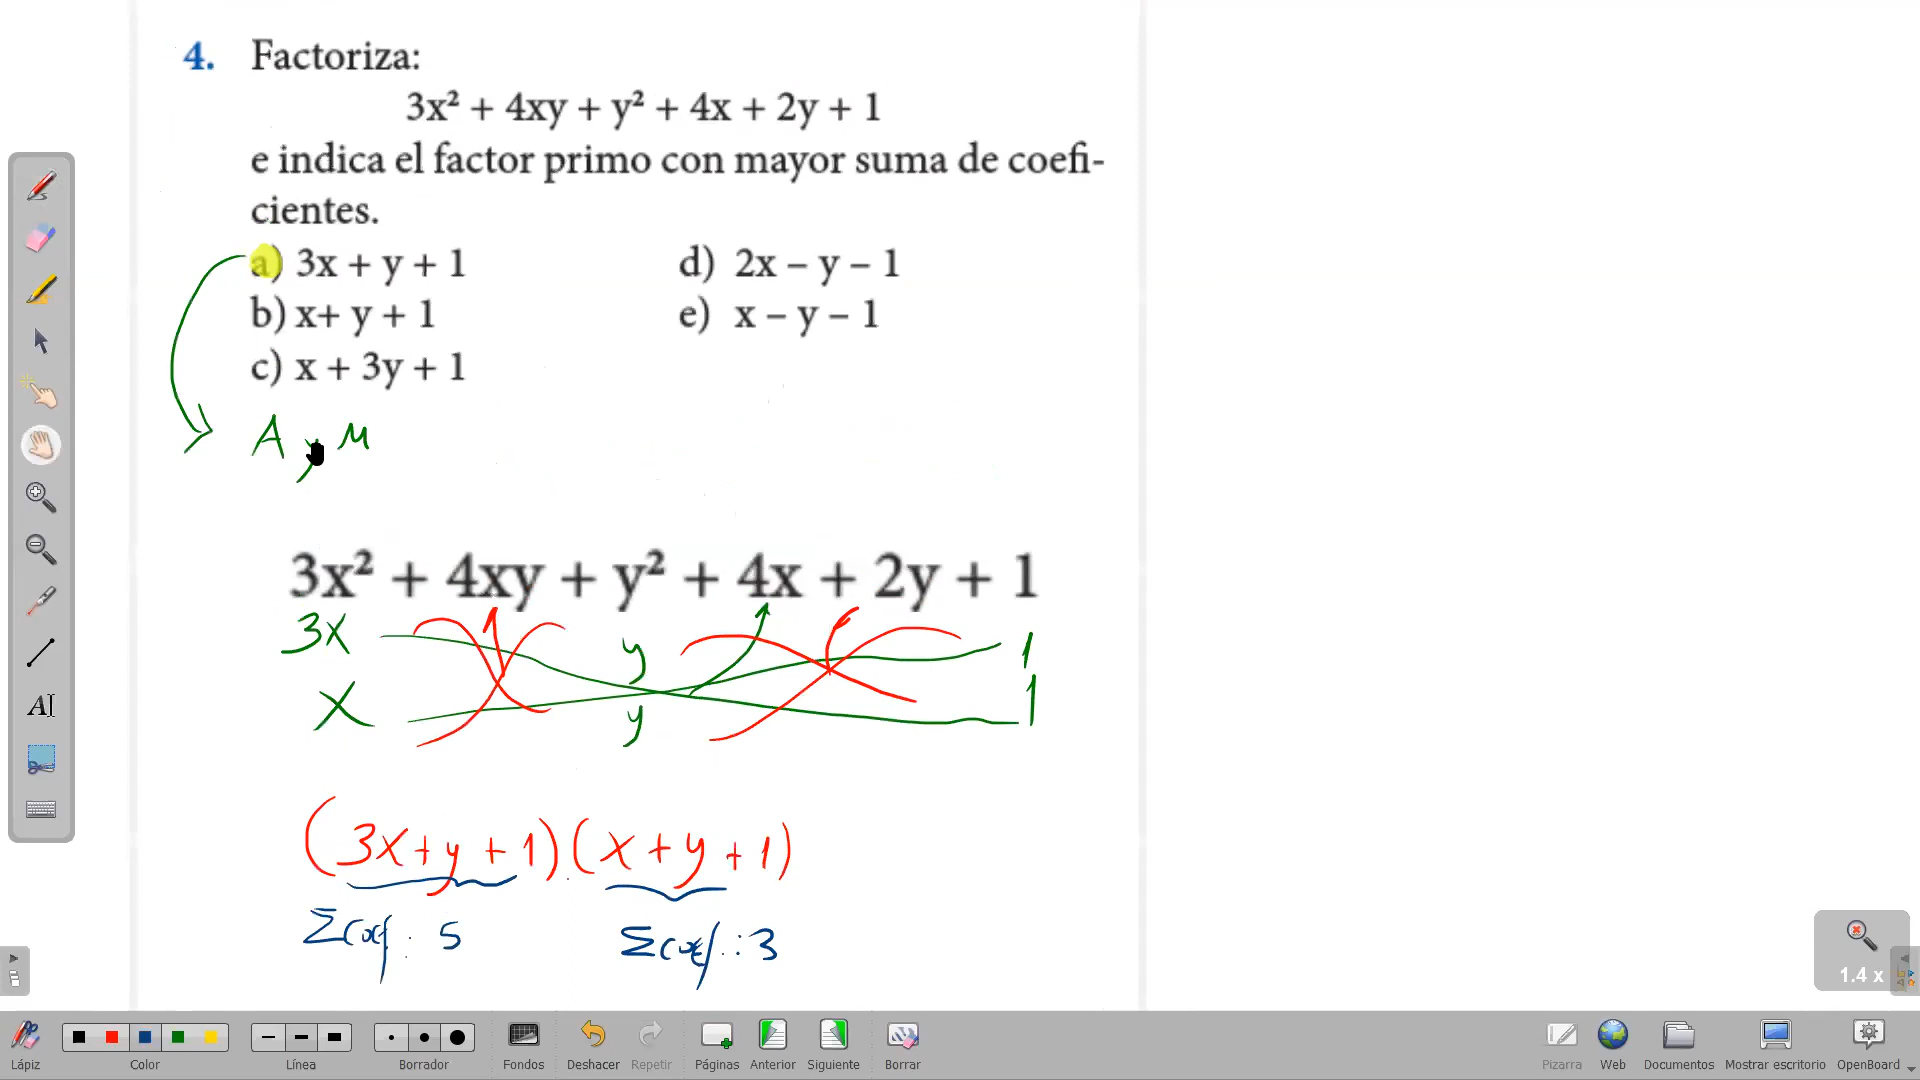 4. Factoriza:
3x² + 4xy + y² + 4x + 2y + 1
e indica el factor primo con mayor suma de coefi-
cientes.
a) 3x + y + 1
b) x+ y + 1
c) x + 3y + 1
d) 2x – y – 1
e) x – y – 1
A y M
3x² + 4xy + y² + 4x + 2y + 1
3x y 1
x y 1
(3x+y+1)(x+y+1)
Σcoef: 5 Σcoef.: 3
A
1.4 x
Lápiz Color Línea Borrador Fondos Deshacer Repetir Páginas Anterior Siguiente Borrar Pizarra Web Documentos Mostrar escritorio OpenBoard